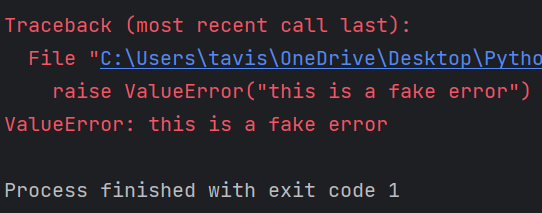 Traceback (most recent call last):
File "C:\Users\tavis\OneDrive\Desktop\Pytho
raise ValueError("this is a fake error")
ValueError: this is a fake error
Process finished with exit code 1